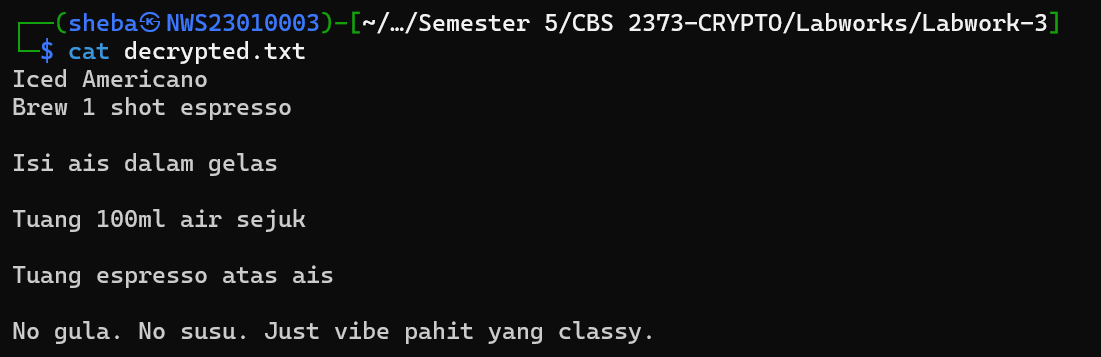 ┌──(sheba㉿NWS23010003)-[~/…/Semester 5/CBS 2373-CRYPTO/Labworks/Labwork-3]
└─$ cat decrypted.txt
Iced Americano
Brew 1 shot espresso
Isi ais dalam gelas
Tuang 100ml air sejuk
Tuang espresso atas ais
No gula. No susu. Just vibe pahit yang classy.